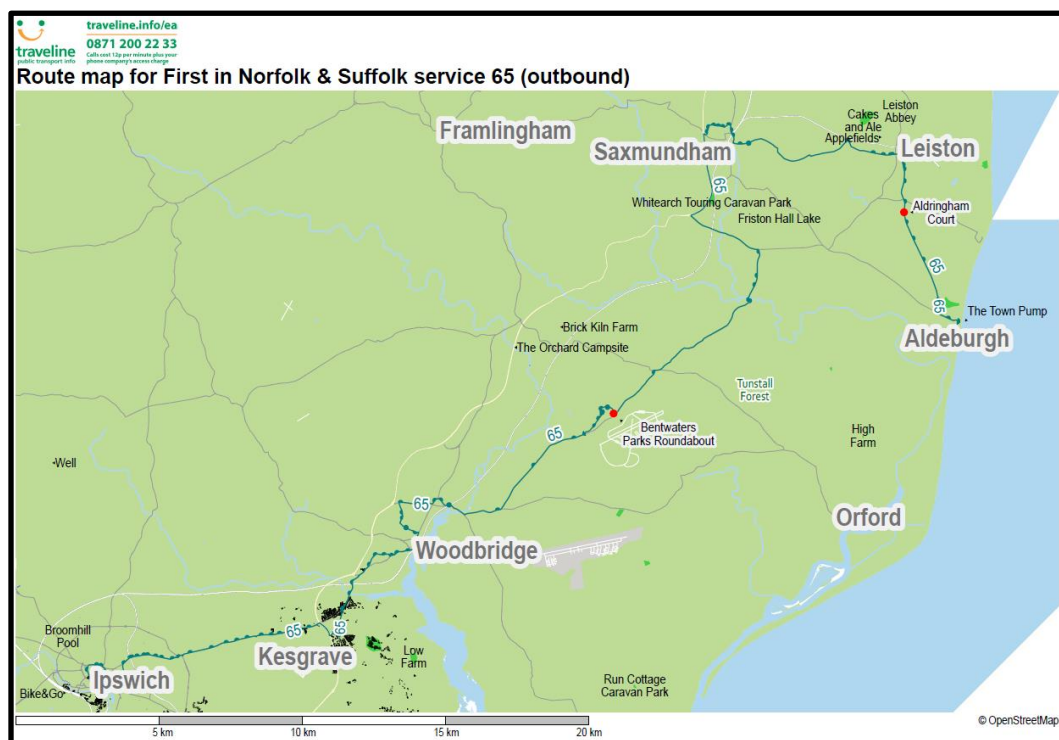 traveline
public transport info
traveline.info/ea
0871 200 22 33
Calls cost 12p per minute plus your
phone company's access charge
Route map for First in Norfolk & Suffolk service 65 (outbound)
Framlingham
Saxmundham
Cakes
and Ale
Applefields
Leiston
Abbey
Leiston
65
Whitearch Touring Caravan Park
Friston Hall Lake
Aldringham
Court
65
65
The Town Pump
Aldeburgh
Brick Kiln Farm
The Orchard Campsite
Tunstall
Forest
65
Bentwaters
Parks Roundabout
High
Farm
Well
65
Orford
Woodbridge
Broomhill
Pool
65
65
Kesgrave
Low
Farm
Ipswich
Bike&Go
Run Cottage
Caravan Park
5 km
10 km
15 km
20 km
© OpenStreetMap